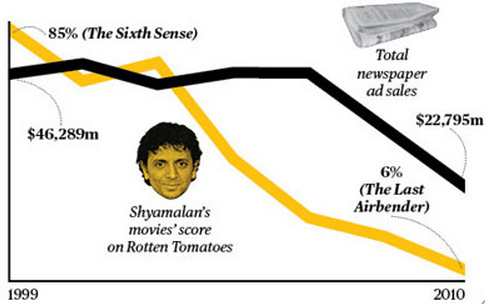 85% (The Sixth Sense)
Total
newspaper
ad sales
$46,289m
$22,795m
6%
(The Last
Airbender)
Shyamalan's
movies' score
on Rotten Tomatoes
1999
2010